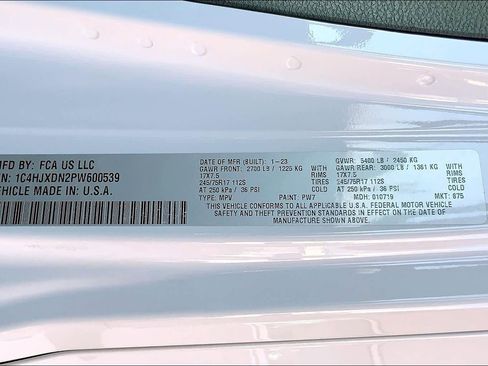 BY: FCA US LLC
IN: 1C4HJXDN2PW600539
VEHICLE MADE IN U.S.A.
DATE OF MFR (BUILT): 1-23 GVWR: 5400 LB / 2450 KG
GAWR FRONT: 2700 LB / 1225 KG WITH GAWR REAR: 3000 LB / 1361 KG WITH
17X7.5 RIMS 17X7.5 RIMS
245/75R17 112S TIRES 245/75R17 112S TIRES
AT 250 kPa / 36 PSI COLD AT 250 kPa / 36 PSI COLD
TYPE: MPV PAINT: PW7 MDH: 010719 MKT: 875
THIS VEHICLE CONFORMS TO ALL APPLICABLE U.S.A. FEDERAL MOTOR VEHICLE
SAFETY AND THEFT PREVENTION STANDARDS IN EFFECT ON THE DATE OF
MANUFACTURE SHOWN ABOVE.